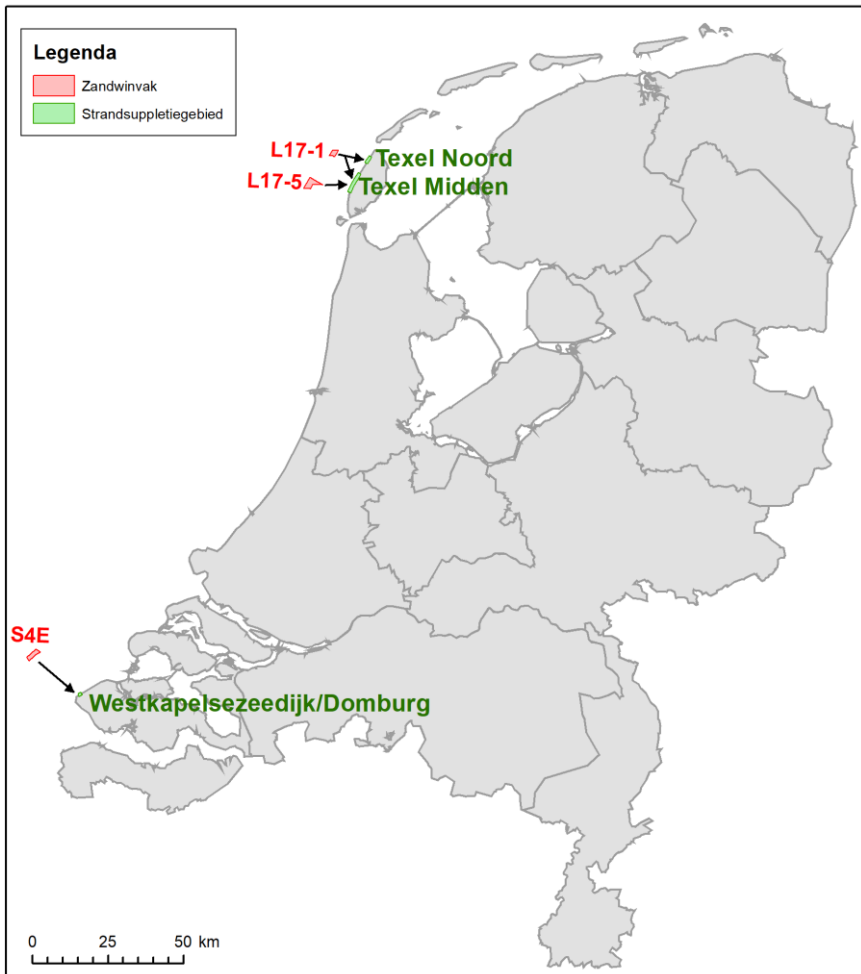 Legenda
Zandwinvak
Strandsuppletiegebied
L17-1
Texel Noord
L17-5
Texel Midden
S4E
Westkapelsezeedijk/Domburg
0 25 50 km